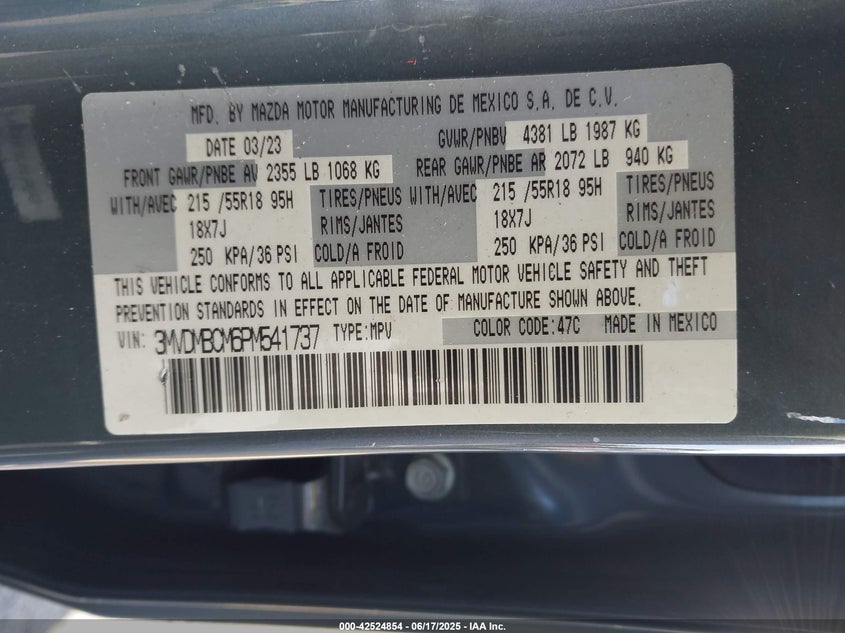 MFD. BY MAZDA MOTOR MANUFACTURING DE MEXICO S.A. DE C.V.
DATE 03/23 GVWR/PNBV 4381 LB 1987 KG
FRONT GAWR/PNBE AV 2355 LB 1068 KG REAR GAWR/PNBE AR 2072 LB 940 KG
WITH/AVEC 215 /55R18 95H TIRES/PNEUS WITH/AVEC 215 /55R18 95H TIRES/PNEUS
18X7J RIMS/JANTES 18X7J RIMS/JANTES
250 KPA/36 PSI COLD/A FROID 250 KPA/36 PSI COLD/A FROID
THIS VEHICLE CONFORMS TO ALL APPLICABLE FEDERAL MOTOR VEHICLE SAFETY AND THEFT
PREVENTION STANDARDS IN EFFECT ON THE DATE OF MANUFACTURE SHOWN ABOVE.
VIN: 3MVDMBCM6PM541737 TYPE:MPV COLOR CODE:47C MADE IN MEXICO
000-42524854 - 06/17/2025 - IAA Inc.